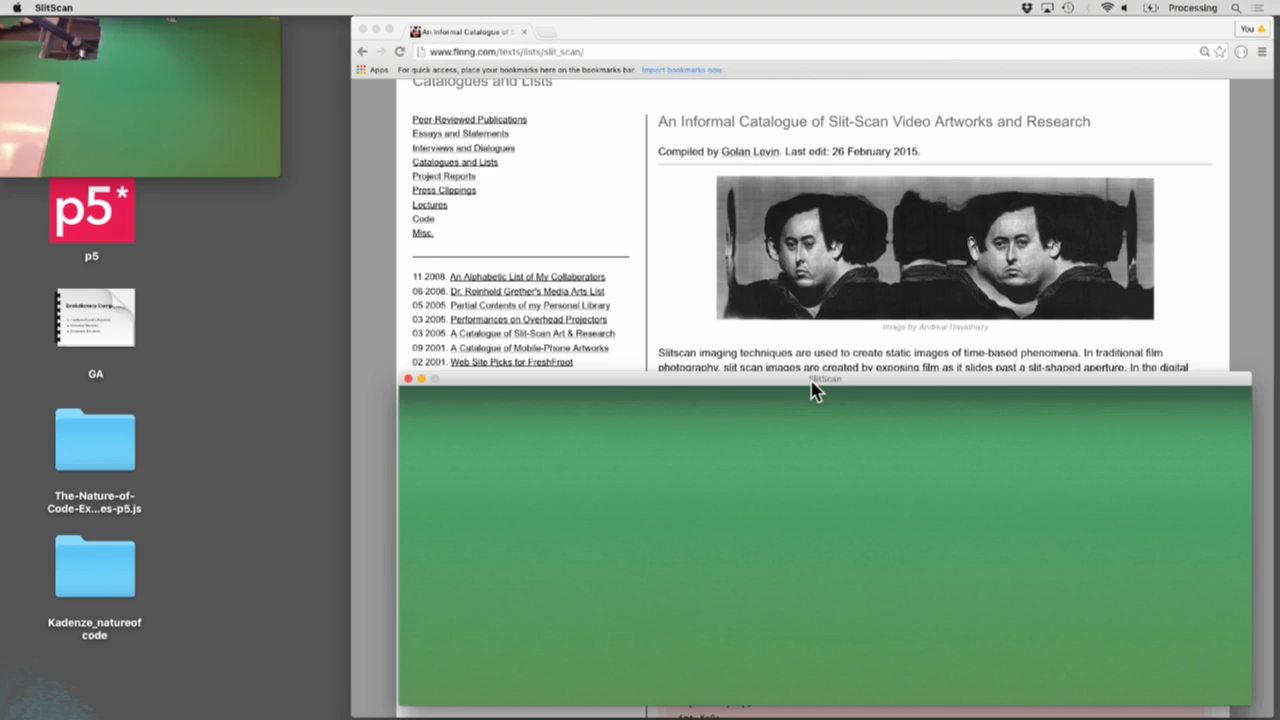 SlitScan
Processing
An Informal Catalogue of S
You
www.flong.com/texts/lists/slit_scan/
Apps
For quick access, place your bookmarks here on the bookmarks bar.
Import bookmarks now...
Catalogues and Lists
Peer-Reviewed Publications
Essays and Statements
Interviews and Dialogues
Catalogues and Lists
Project Reports
Press Clippings
Lectures
Code
Misc.
11 2008. An Alphabetic List of My Collaborators
06 2006. Dr. Reinhold Grether's Media Arts List
05 2005. Partial Contents of my Personal Library
03 2005. Performances on Overhead Projectors
03 2005. A Catalogue of Slit-Scan Art & Research
09 2001. A Catalogue of Mobile-Phone Artworks
02 2001. Web Site Picks for FreshFroot
An Informal Catalogue of Slit-Scan Video Artworks and Research
Compiled by Golan Levin. Last edit: 26 February 2015.
Image by Andrew Davidhazy
Slitscan imaging techniques are used to create static images of time-based phenomena. In traditional film
photography, slit scan images are created by exposing film as it slides past a slit-shaped aperture. In the digital
SlitScan
p5*
p5
GA
The-Nature-of-
Code-Ex...es-p5.js
Kadenze_natureof
code